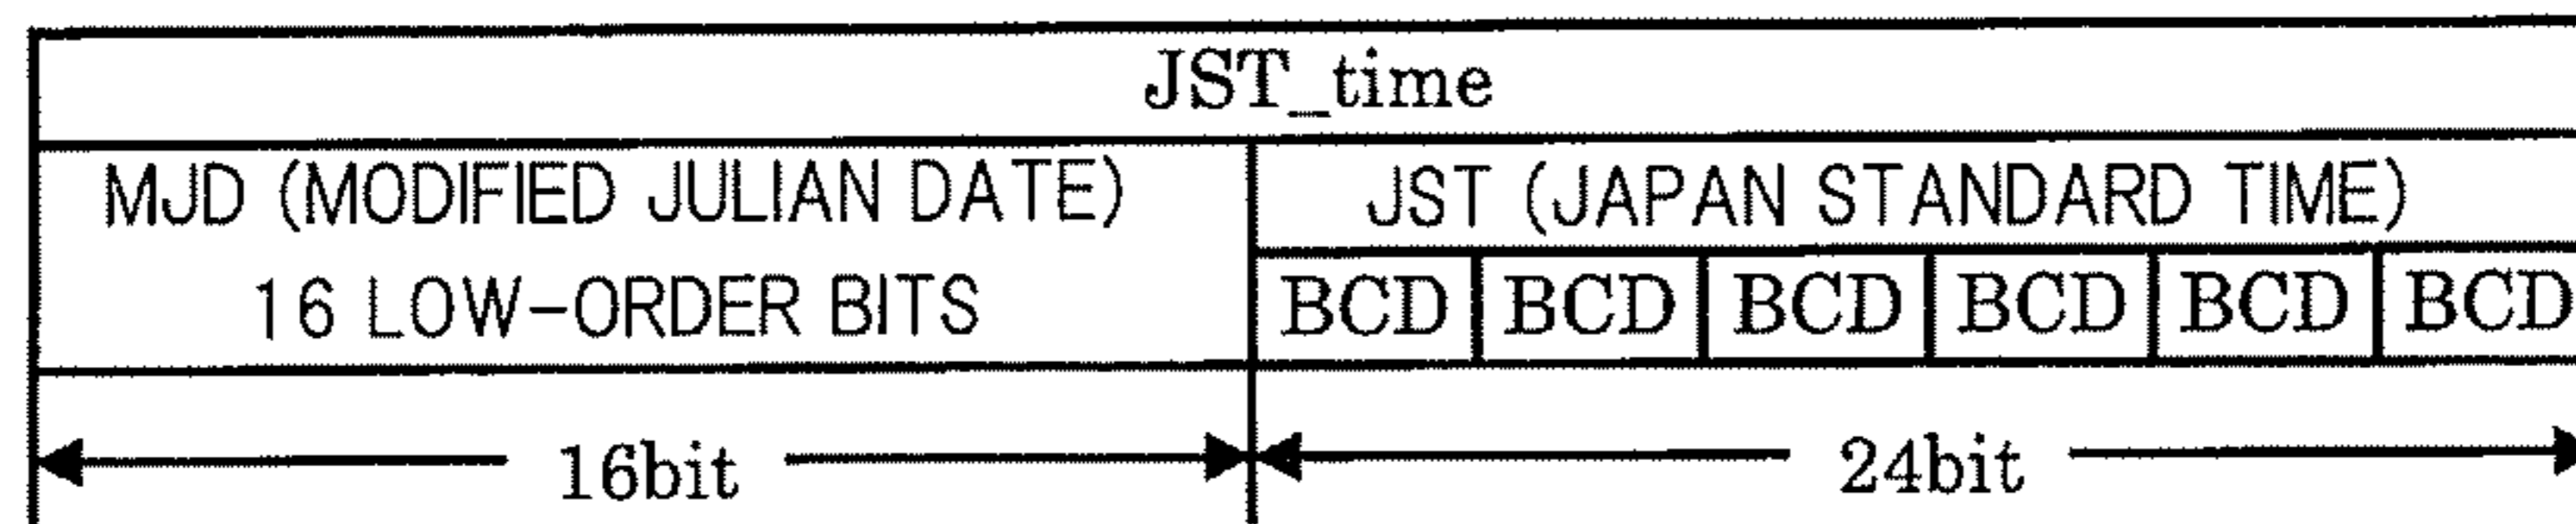 JST_time
MJD (MODIFIED JULIAN DATE)
16 LOW-ORDER BITS
JST (JAPAN STANDARD TIME)
BCD BCD BCD BCD BCD BCD
16bit 24bit